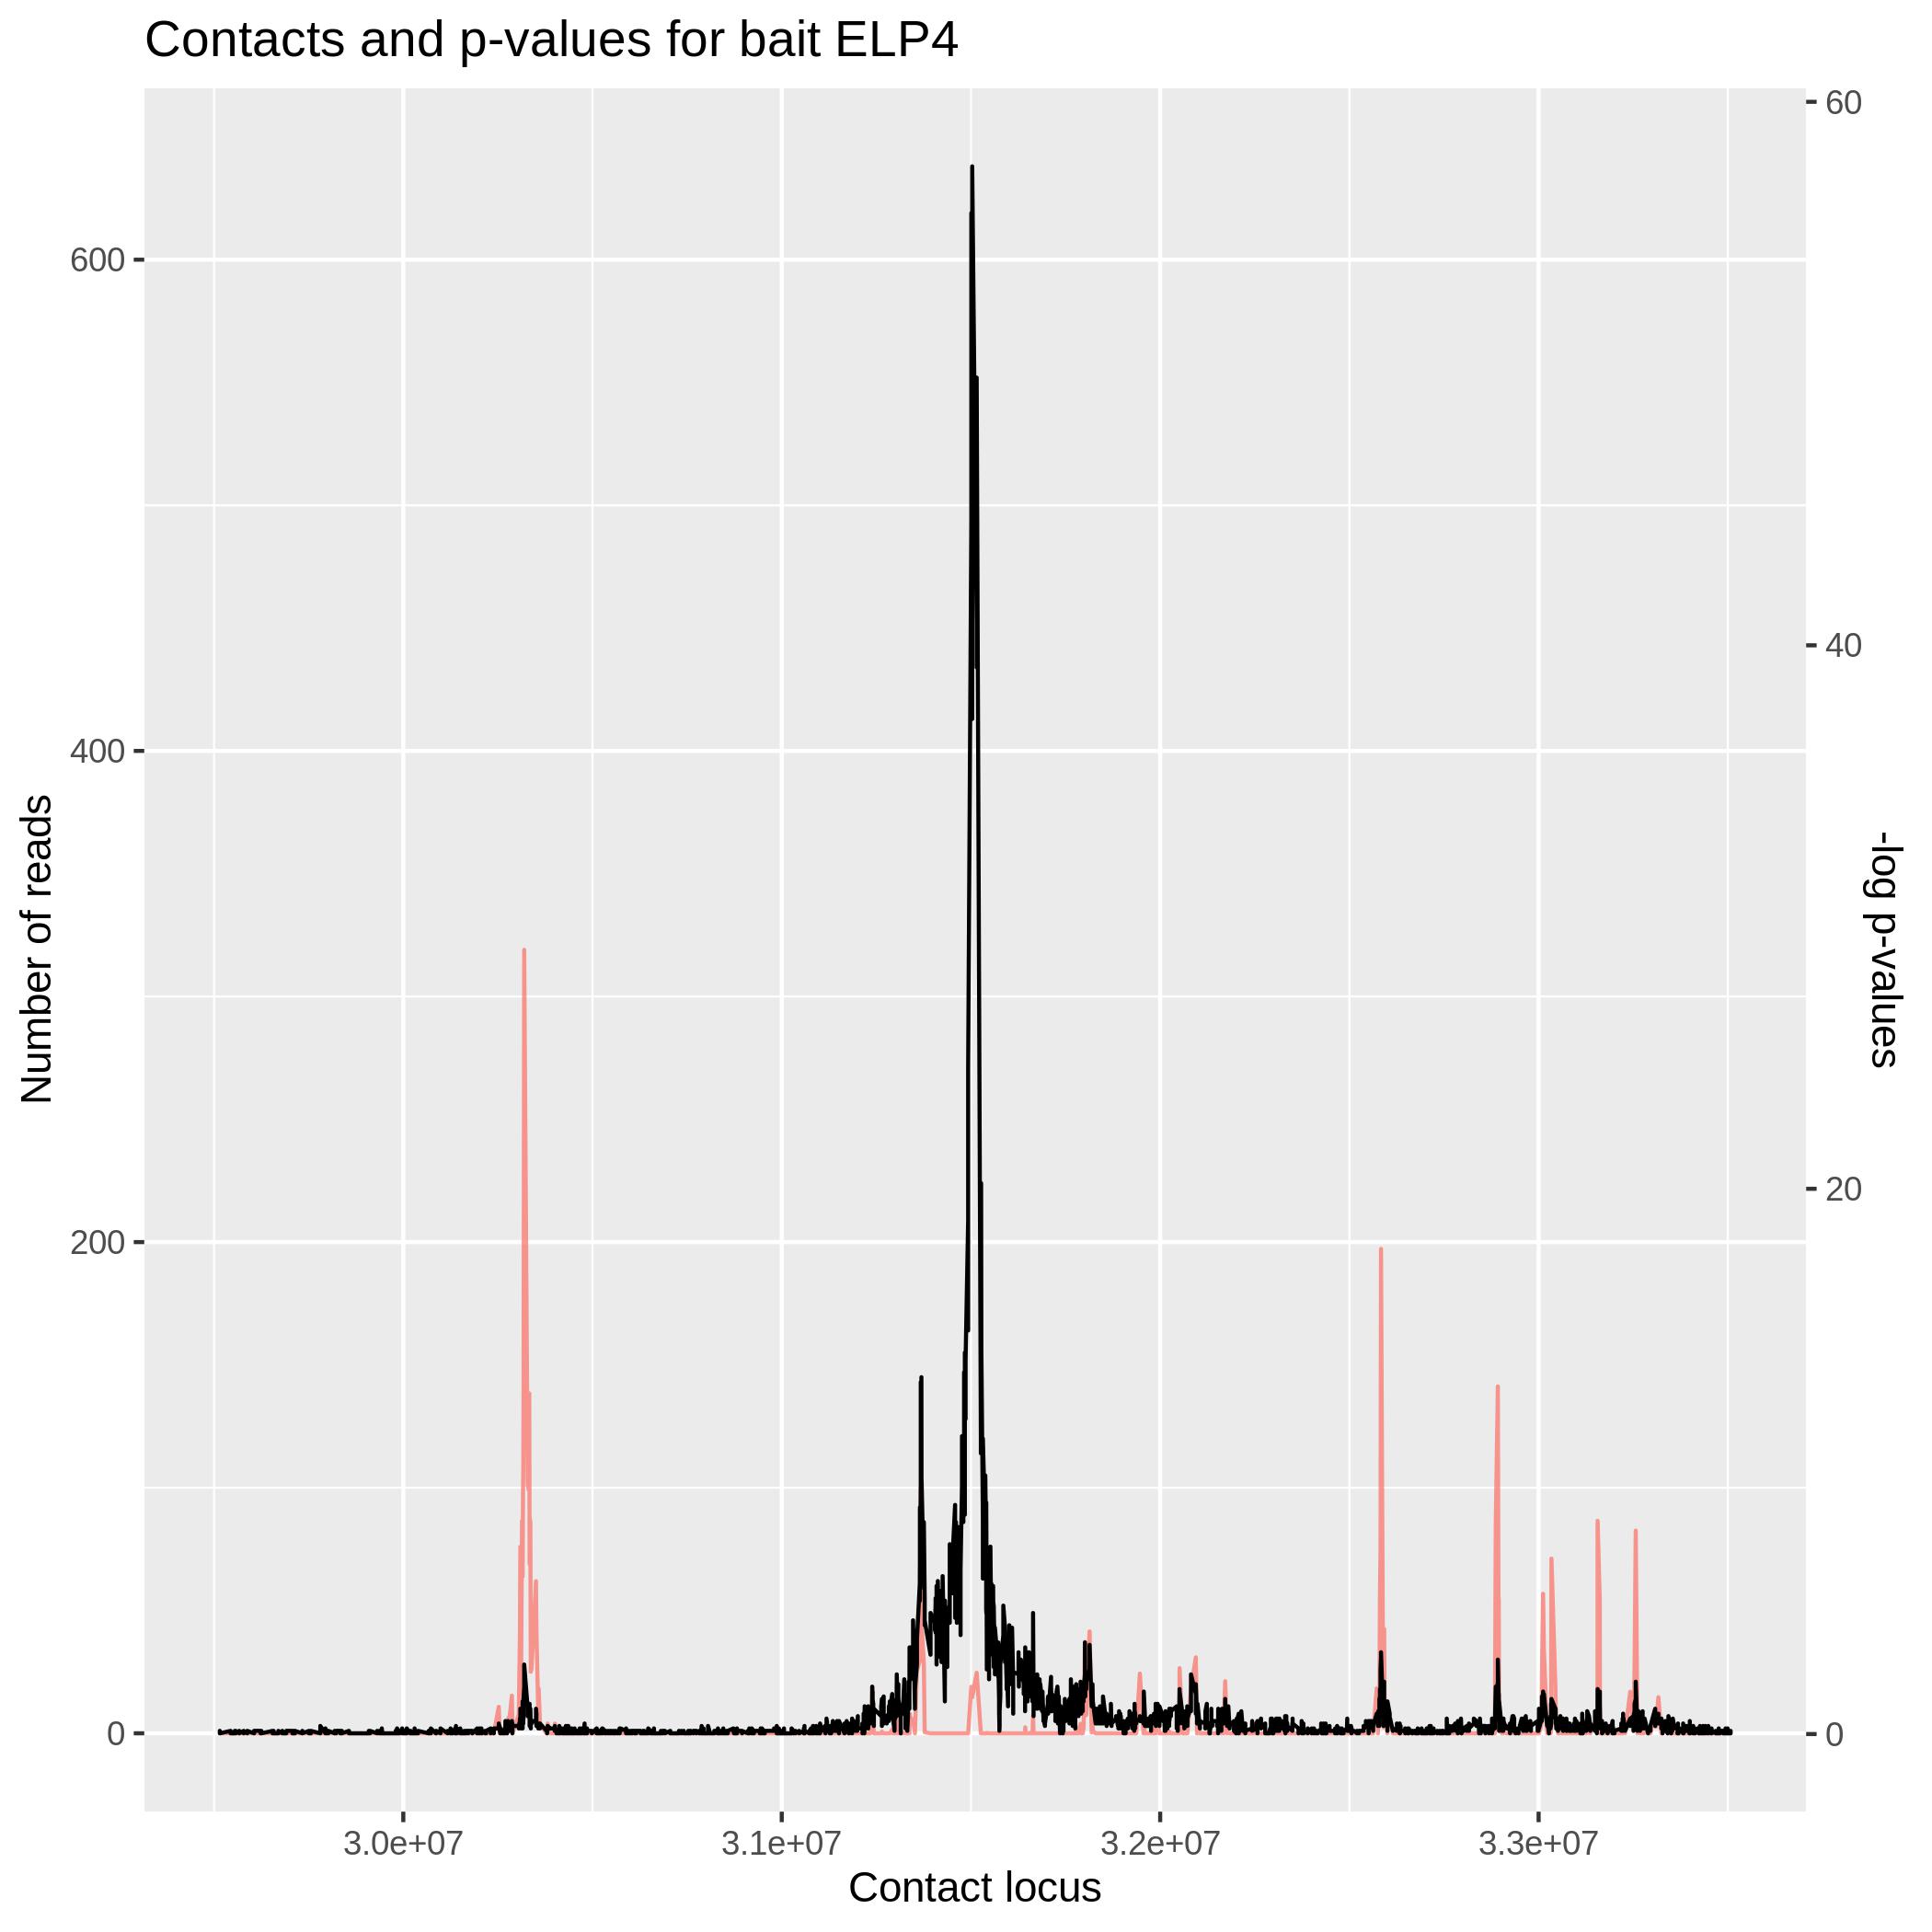 Contacts and p-values for bait ELP4
60
600
40
400
Number of reads
-log p-values
20
200
0
0
3.0e+07
3.1e+07
3.2e+07
3.3e+07
Contact locus